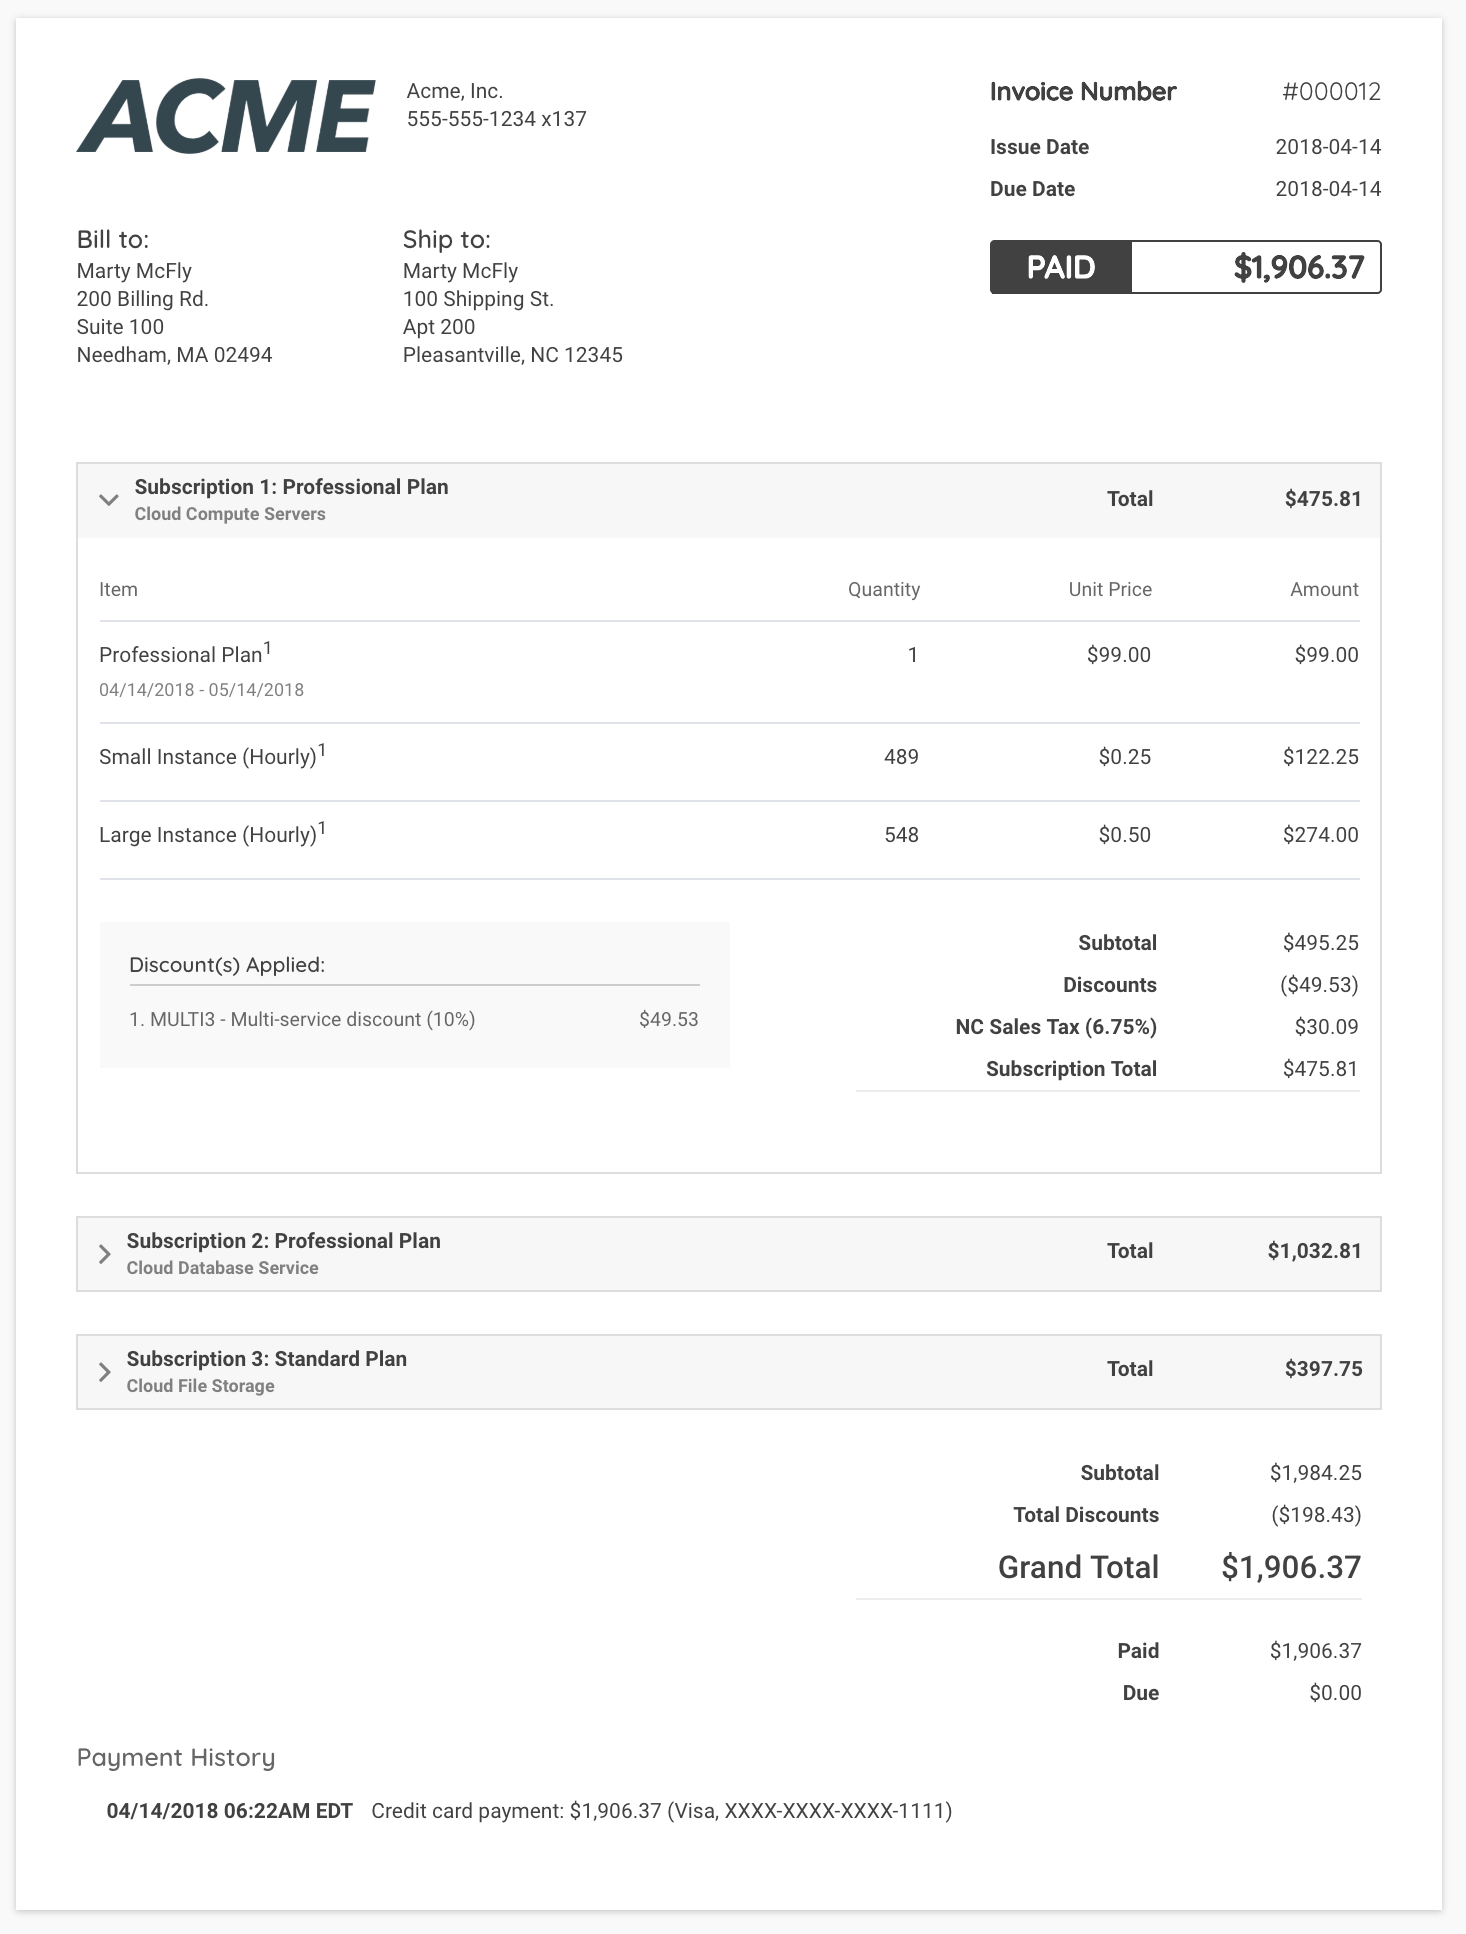 ACME
Acme, Inc.
555-555-1234 x137
Invoice Number #000012
Issue Date 2018-04-14
Due Date 2018-04-14
PAID $1,906.37
Bill to:
Marty McFly
200 Billing Rd.
Suite 100
Needham, MA 02494
Ship to:
Marty McFly
100 Shipping St.
Apt 200
Pleasantville, NC 12345
Subscription 1: Professional Plan
Cloud Compute Servers
Total $475.81
Item Quantity Unit Price Amount
Professional Plan¹ 1 $99.00 $99.00
04/14/2018 - 05/14/2018
Small Instance (Hourly)¹ 489 $0.25 $122.25
Large Instance (Hourly)¹ 548 $0.50 $274.00
Discount(s) Applied:
1. MULTI3 - Multi-service discount (10%) $49.53
Subtotal $495.25
Discounts ($49.53)
NC Sales Tax (6.75%) $30.09
Subscription Total $475.81
Subscription 2: Professional Plan
Cloud Database Service
Total $1,032.81
Subscription 3: Standard Plan
Cloud File Storage
Total $397.75
Subtotal $1,984.25
Total Discounts ($198.43)
Grand Total $1,906.37
Paid $1,906.37
Due $0.00
Payment History
04/14/2018 06:22AM EDT Credit card payment: $1,906.37 (Visa, XXXX-XXXX-XXXX-1111)